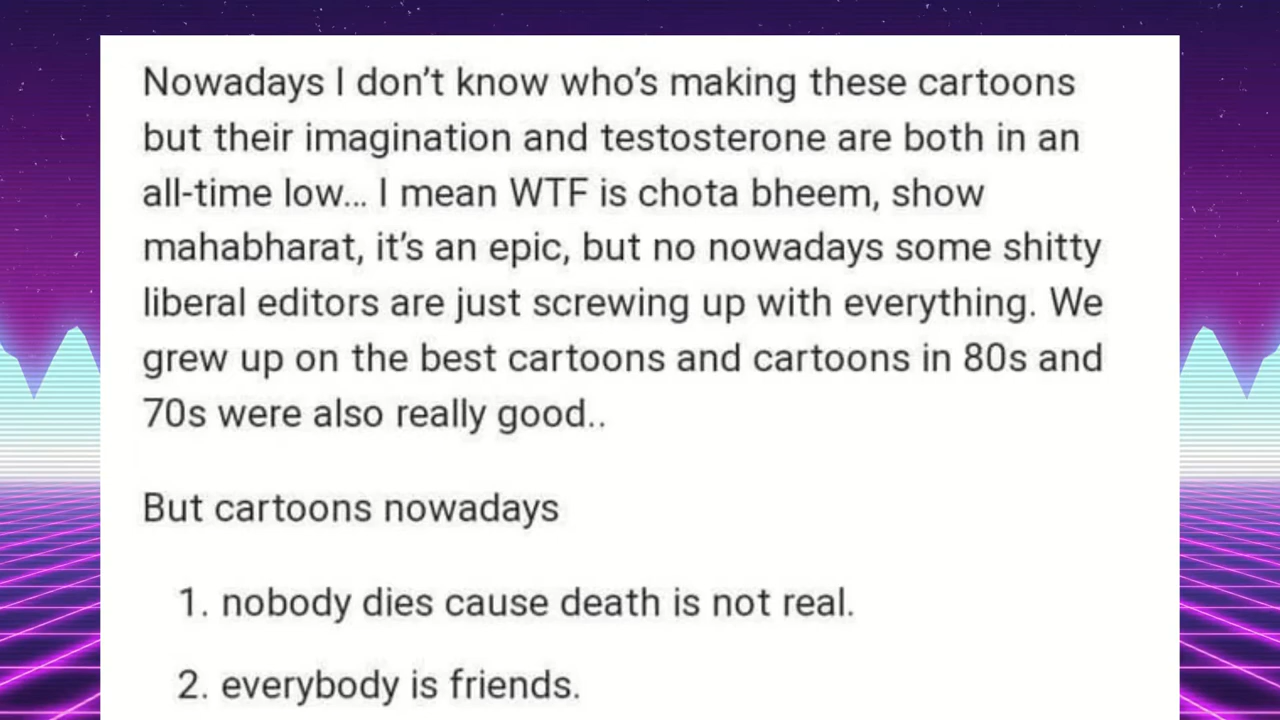 Nowadays I don’t know who’s making these cartoons
but their imagination and testosterone are both in an
all-time low... I mean WTF is chota bheem, show
mahabharat, it’s an epic, but no nowadays some shitty
liberal editors are just screwing up with everything. We
grew up on the best cartoons and cartoons in 80s and
70s were also really good..
But cartoons nowadays
1. nobody dies cause death is not real.
2. everybody is friends.